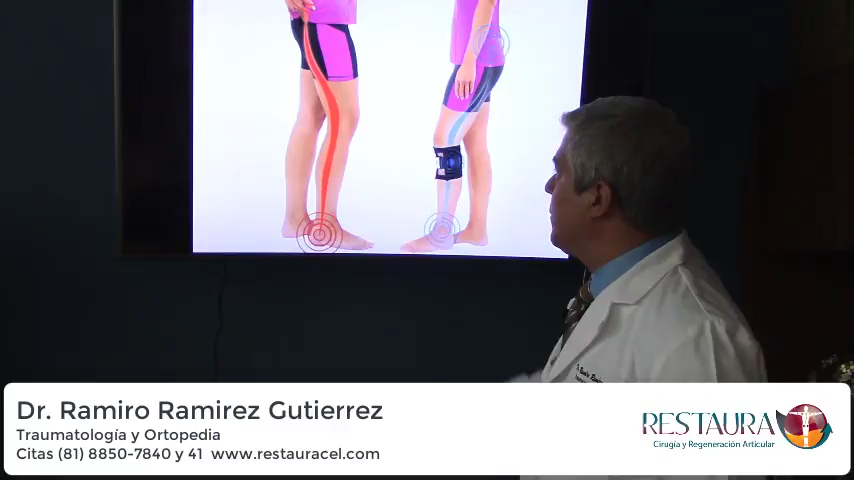 Dr. Ramiro Ramirez Gutierrez
Traumatología y Ortopedia
Citas (81) 8850-7840 y 41 www.restauracel.com
RESTAURA
Cirugía y Regeneración Articular